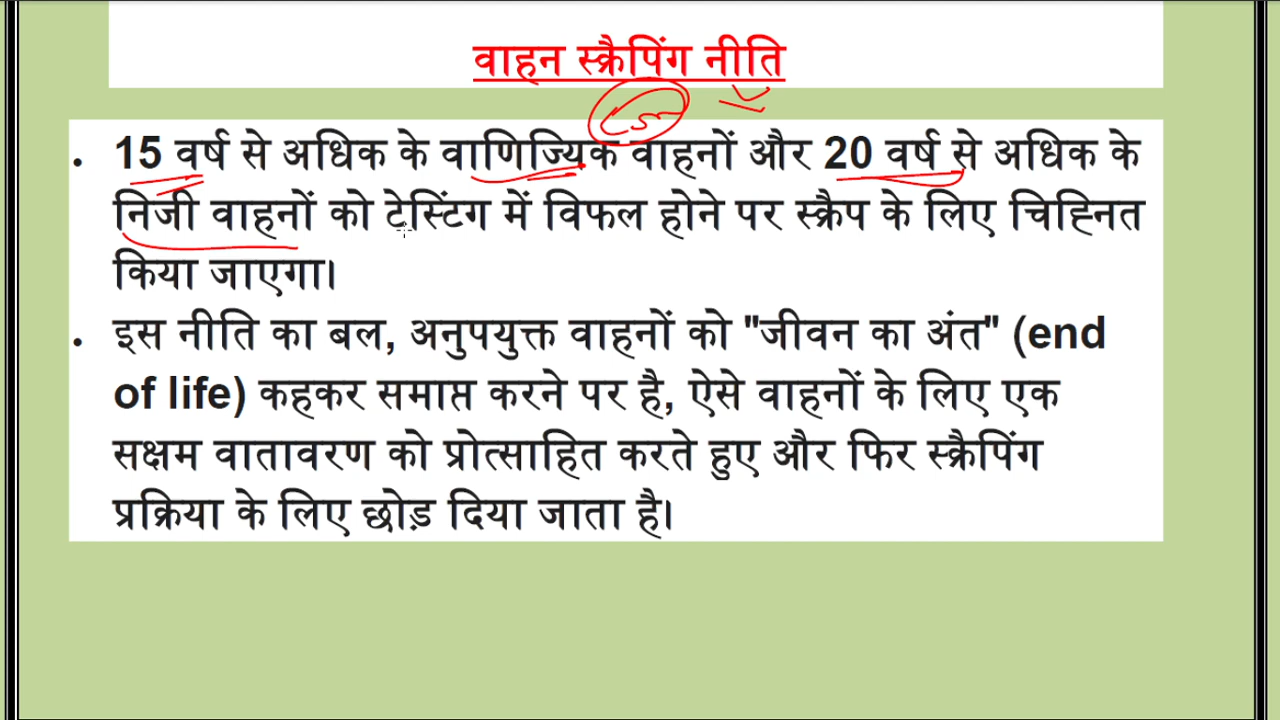 वाहन स्क्रैपिंग नीति
• 15 वर्ष से अधिक के वाणिज्यिक वाहनों और 20 वर्ष से अधिक के
निजी वाहनों को टेस्टिंग में विफल होने पर स्क्रैप के लिए चिह्नित
किया जाएगा।
• इस नीति का बल, अनुपयुक्त वाहनों को "जीवन का अंत" (end
of life) कहकर समाप्त करने पर है, ऐसे वाहनों के लिए एक
सक्षम वातावरण को प्रोत्साहित करते हुए और फिर स्क्रैपिंग
प्रक्रिया के लिए छोड़ दिया जाता है।